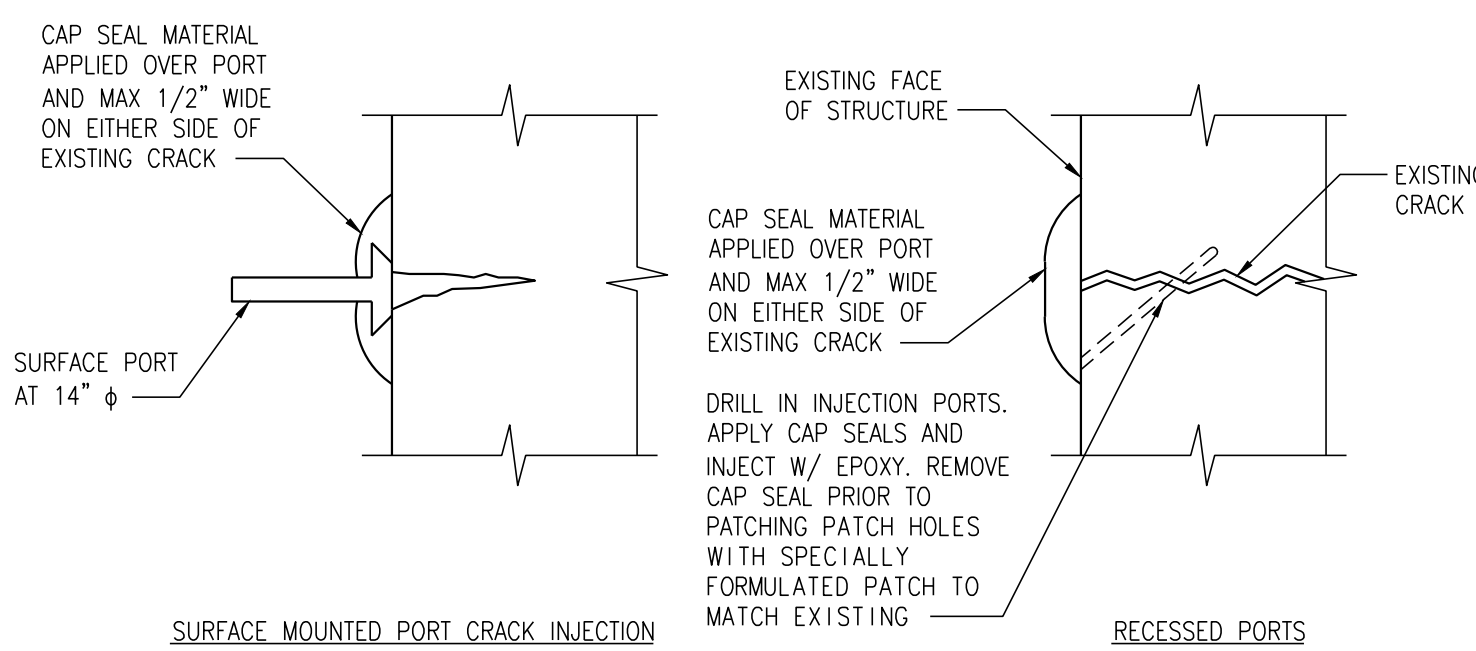 CAP SEAL MATERIAL
APPLIED OVER PORT
AND MAX 1/2" WIDE
ON EITHER SIDE OF
EXISTING CRACK
SURFACE PORT
AT 14" ϕ
SURFACE MOUNTED PORT CRACK INJECTION
EXISTING FACE
OF STRUCTURE
EXISTING
CRACK
CAP SEAL MATERIAL
APPLIED OVER PORT
AND MAX 1/2" WIDE
ON EITHER SIDE OF
EXISTING CRACK
DRILL IN INJECTION PORTS.
APPLY CAP SEALS AND
INJECT W/ EPOXY. REMOVE
CAP SEAL PRIOR TO
PATCHING PATCH HOLES
WITH SPECIALLY
FORMULATED PATCH TO
MATCH EXISTING
RECESSED PORTS